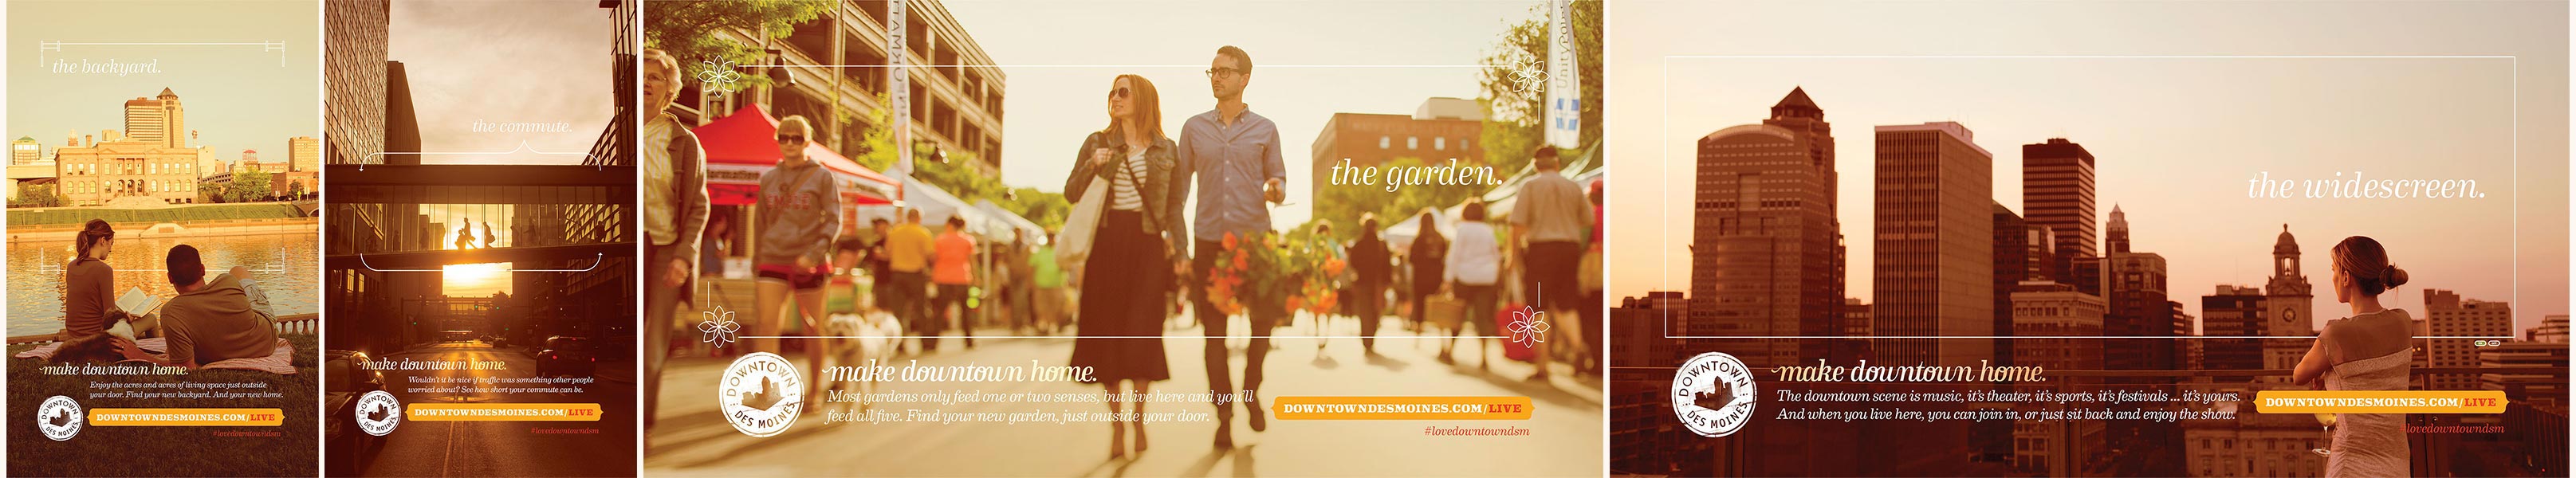 the backyard.
make downtown home.
Enjoy the acres and acres of living space just outside
your door. Find your new backyard. And your new home.
DOWNTOWN
DES MOINES
DOWNTOWNDESMOINES.COM/LIVE
#lovedowntowndsm
the commute.
make downtown home.
Wouldn't it be nice if traffic was something other people
worried about? See how short your commute can be.
DOWNTOWN
DES MOINES
DOWNTOWNDESMOINES.COM/LIVE
#lovedowntowndsm
the garden.
make downtown home.
Most gardens only feed one or two senses, but live here and you'll
feed all five. Find your new garden, just outside your door.
DOWNTOWN
DES MOINES
DOWNTOWNDESMOINES.COM/LIVE
#lovedowntowndsm
the widescreen.
make downtown home.
The downtown scene is music, it's theater, it's sports, it's festivals ... it's yours.
And when you live here, you can join in, or just sit back and enjoy the show.
DOWNTOWN
DES MOINES
DOWNTOWNDESMOINES.COM/LIVE
#lovedowntowndsm